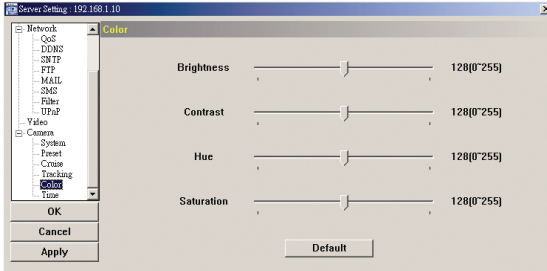 Server Setting : 192.168.1.10
Network
QoS
DDNS
SNTP
FTP
MAIL
SMS
Filter
UPnP
Video
Camera
System
Preset
Cruise
Tracking
Color
Time
OK
Cancel
Apply
Color
Brightness 128(0~255)
Contrast 128(0~255)
Hue 128(0~255)
Saturation 128(0~255)
Default